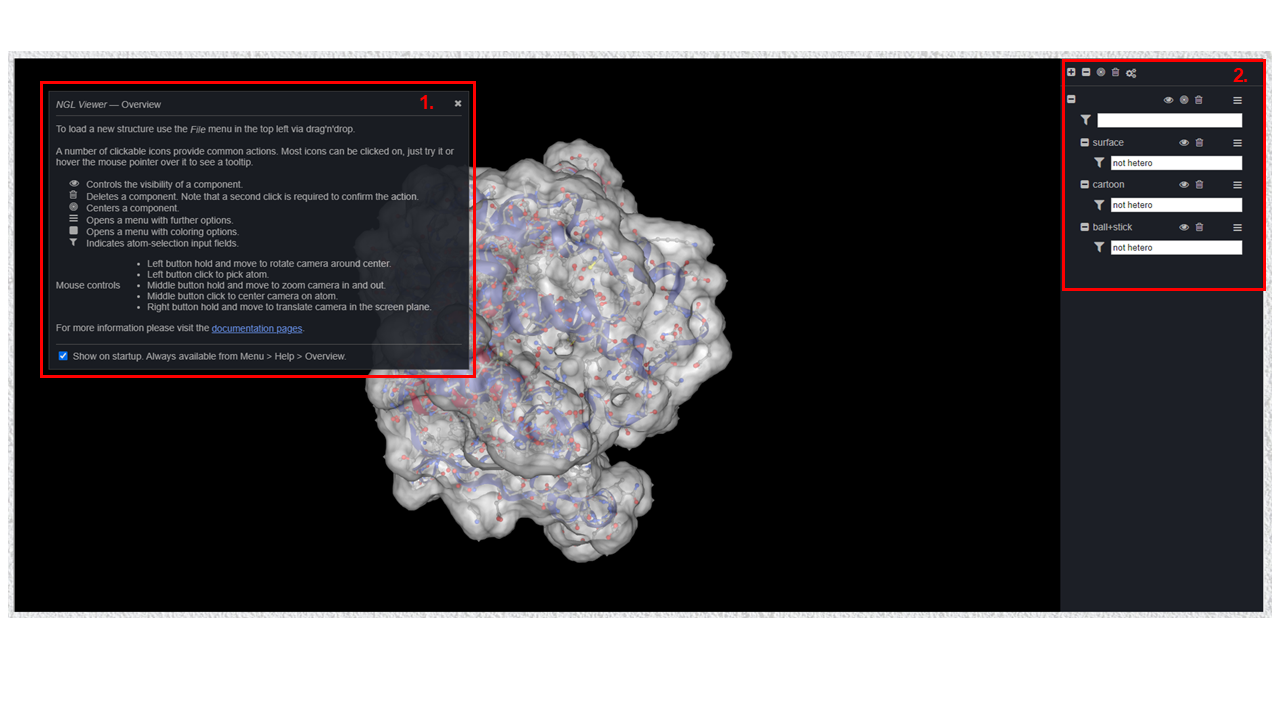 1.
NGL Viewer — Overview
To load a new structure use the File menu in the top left via drag'n'drop.
A number of clickable icons provide common actions. Most icons can be clicked on, just try it or
hover the mouse pointer over it to see a tooltip.
Controls the visibility of a component.
Deletes a component. Note that a second click is required to confirm the action.
Centers a component.
Opens a menu with further options.
Opens a menu with coloring options.
Indicates atom-selection input fields.
Mouse controls
• Left button hold and move to rotate camera around center.
• Left button click to pick atom.
• Middle button hold and move to zoom camera in and out.
• Middle button click to center camera on atom.
• Right button hold and move to translate camera in the screen plane.
For more information please visit the documentation pages.
Show on startup. Always available from Menu > Help > Overview.
2.
surface
not hetero
cartoon
not hetero
ball+stick
not hetero